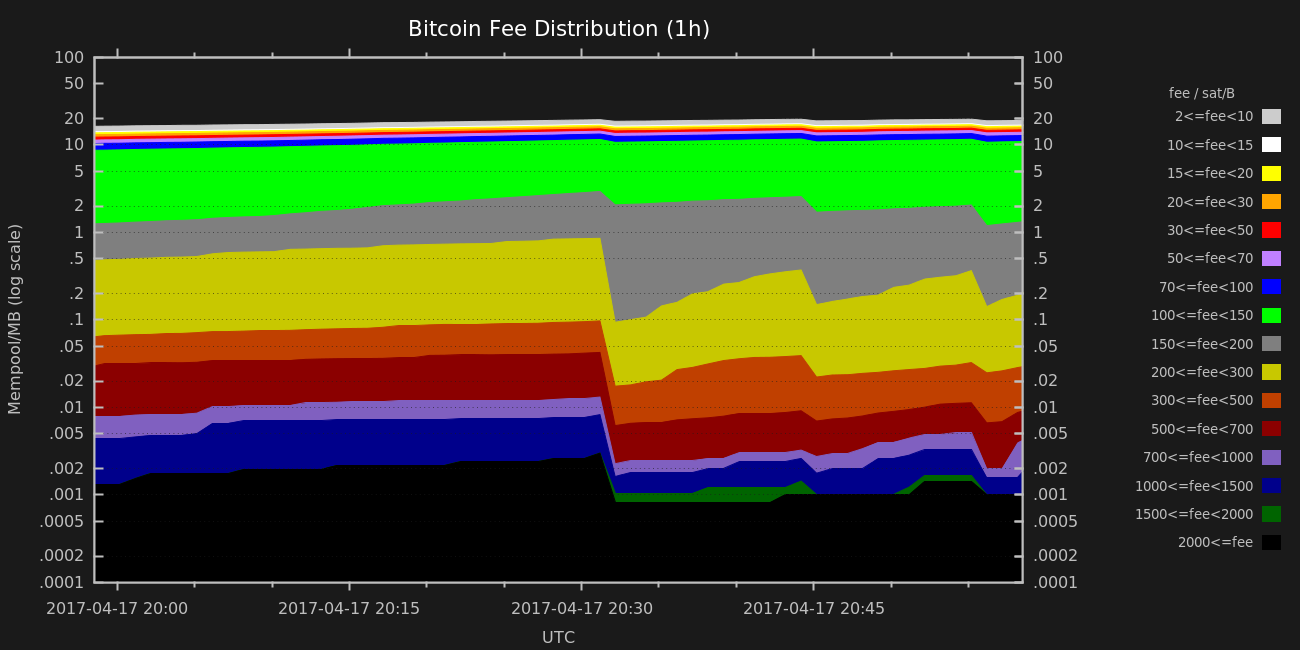 Bitcoin Fee Distribution (1h)
Mempool/MB (log scale)
100
50
20
10
5
2
1
.5
.2
.1
.05
.02
.01
.005
.002
.001
.0005
.0002
.0001
100
50
20
10
5
2
1
.5
.2
.1
.05
.02
.01
.005
.002
.001
.0005
.0002
.0001
2017-04-17 20:00
2017-04-17 20:15
2017-04-17 20:30
2017-04-17 20:45
UTC
fee / sat/B
2<=fee<10
10<=fee<15
15<=fee<20
20<=fee<30
30<=fee<50
50<=fee<70
70<=fee<100
100<=fee<150
150<=fee<200
200<=fee<300
300<=fee<500
500<=fee<700
700<=fee<1000
1000<=fee<1500
1500<=fee<2000
2000<=fee